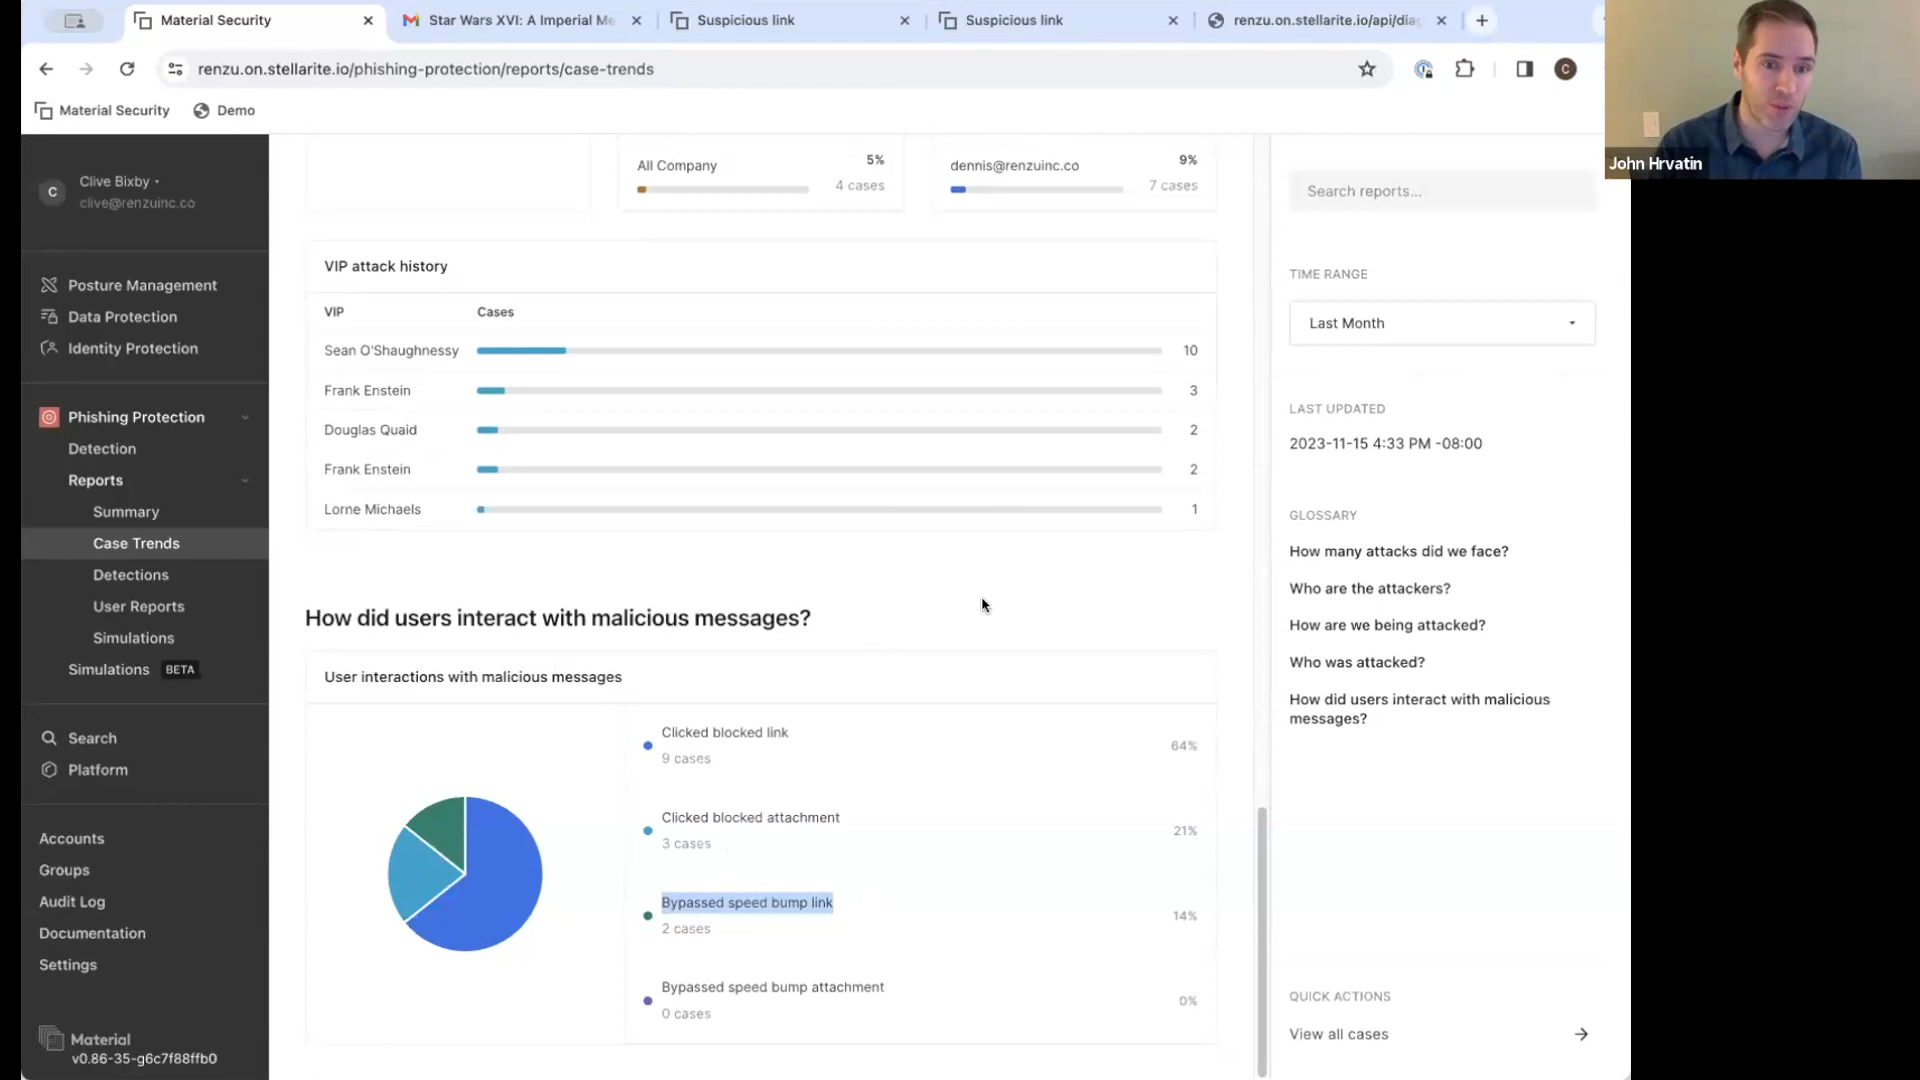 Material Security
Star Wars XVI: A Imperial Me
Suspicious link
Suspicious link
renzu.on.stellarite.io/api/dia
renzu.on.stellarite.io/phishing-protection/reports/case-trends
C
Material Security
Demo
John Hrvatin
C
Clive Bixby
clive@renzuinc.co
Posture Management
Data Protection
Identity Protection
Phishing Protection
Detection
Reports
Summary
Case Trends
Detections
User Reports
Simulations
Simulations BETA
Search
Platform
Accounts
Groups
Audit Log
Documentation
Settings
Material
v0.86-35-g6c7f88ffb0
All Company 5%
4 cases
dennis@renzuinc.co 9%
7 cases
VIP attack history
VIP Cases
Sean O'Shaughnessy 10
Frank Enstein 3
Douglas Quaid 2
Frank Enstein 2
Lorne Michaels 1
How did users interact with malicious messages?
User interactions with malicious messages
Clicked blocked link
9 cases
64%
Clicked blocked attachment
3 cases
21%
Bypassed speed bump link
2 cases
14%
Bypassed speed bump attachment
0 cases
0%
Search reports...
TIME RANGE
Last Month
LAST UPDATED
2023-11-15 4:33 PM -08:00
GLOSSARY
How many attacks did we face?
Who are the attackers?
How are we being attacked?
Who was attacked?
How did users interact with malicious
messages?
QUICK ACTIONS
View all cases